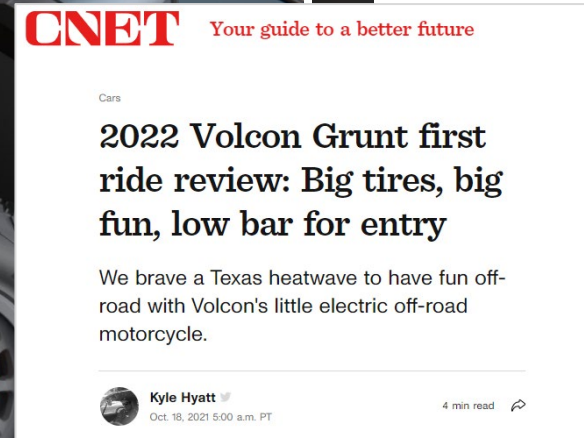 CNET Your guide to a better future
Cars
2022 Volcon Grunt first
ride review: Big tires, big
fun, low bar for entry
We brave a Texas heatwave to have fun off-
road with Volcon's little electric off-road
motorcycle.
Kyle Hyatt
4 min read
Oct. 18, 2021 5:00 a.m. PT